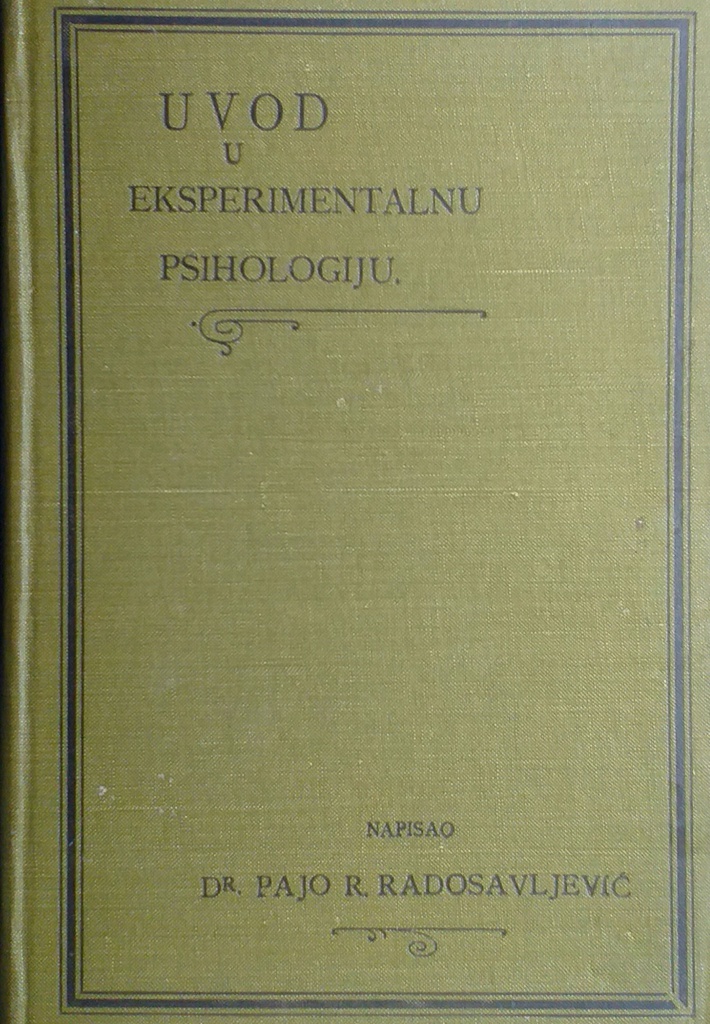 UVOD
U
EKSPERIMENTALNU
PSIHOLOGIJU.
NAPISAO
DR. PAJO R. RADOSAVLJEVIĆ